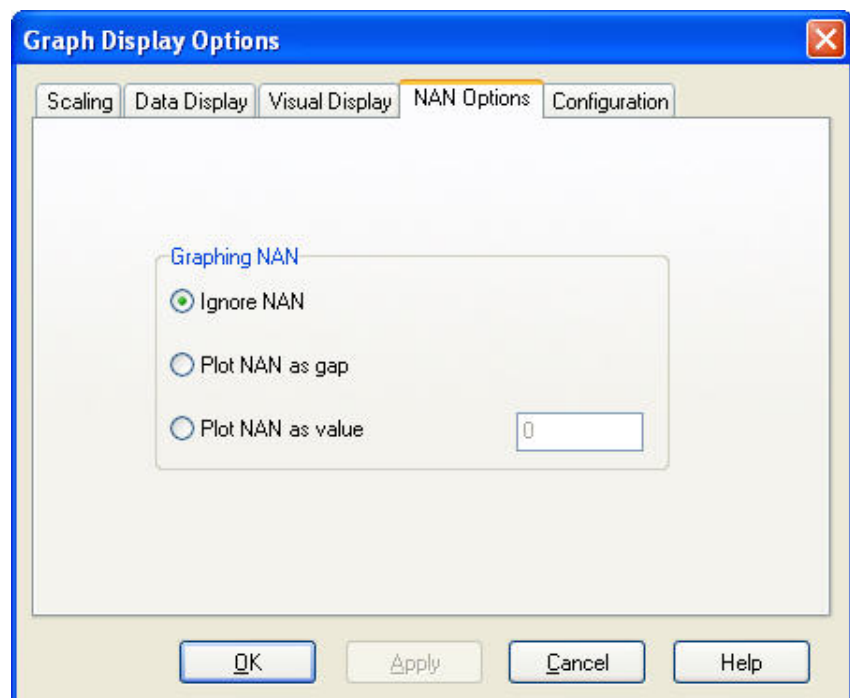 Graph Display Options
Scaling Data Display Visual Display NAN Options Configuration
Graphing NAN
Ignore NAN
Plot NAN as gap
Plot NAN as value 0
OK Apply Cancel Help